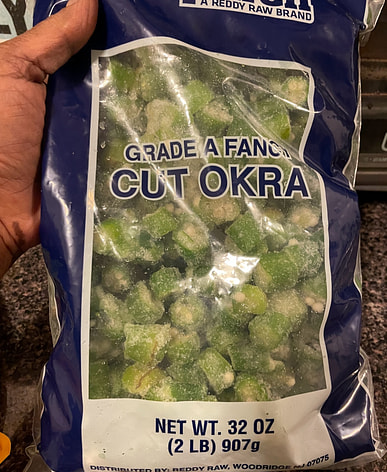 A REDDY RAW BRAND
GRADE A FANCY
CUT OKRA
NET WT. 32 OZ
(2 LB) 907g
DISTRIBUTED BY: REDDY RAW, WOODRIDGE, NJ 07075